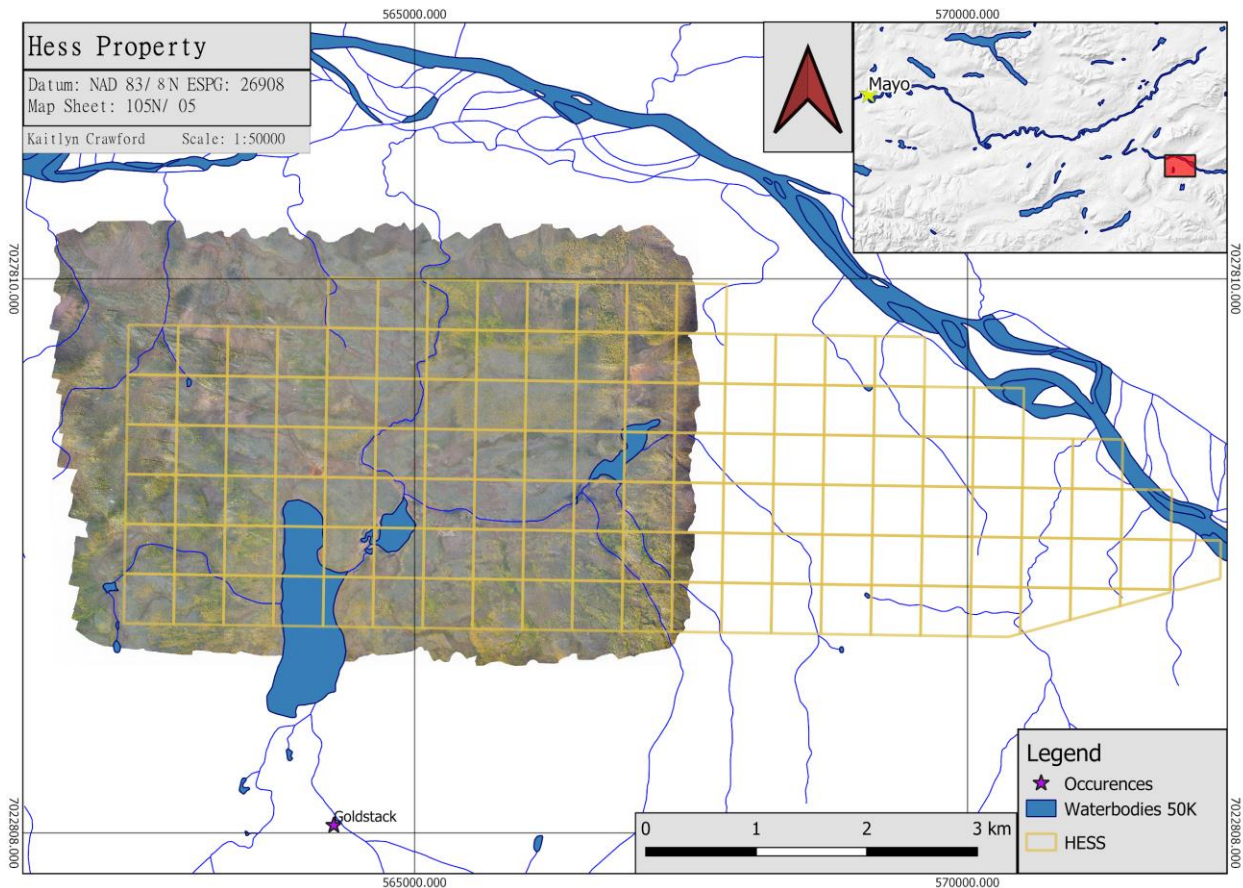 565000.000
570000.000
Hess Property
Datum: NAD 83/ 8N ESPG: 26908
Map Sheet: 105N/ 05
Kaitlyn Crawford Scale: 1:50000
Mayo
7027810.000
7027810.000
Goldstack
7022808.000
7022808.000
0 1 2 3 km
Legend
Occurences
Waterbodies 50K
HESS
565000.000
570000.000